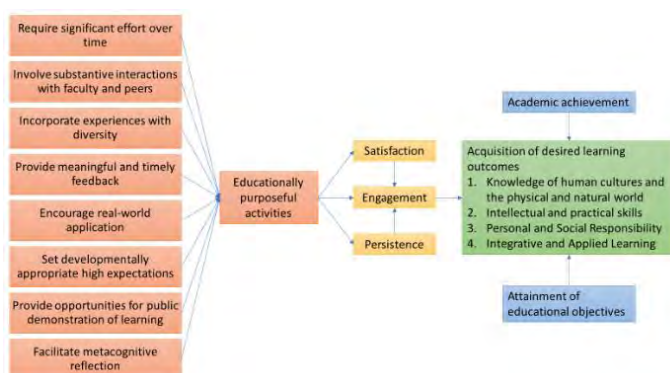 Require significant effort over
time
Involve substantive interactions
with faculty and peers
Incorporate experiences with
diversity
Provide meaningful and timely
feedback
Encourage real-world
application
Set developmentally
appropriate high expectations
Provide opportunities for public
demonstration of learning
Facilitate metacognitive
reflection
Educationally
purposeful
activities
Satisfaction
Engagement
Persistence
Academic achievement
Acquisition of desired learning
outcomes
1. Knowledge of human cultures and
the physical and natural world
2. Intellectual and practical skills
3. Personal and Social Responsibility
4. Integrative and Applied Learning
Attainment of
educational objectives